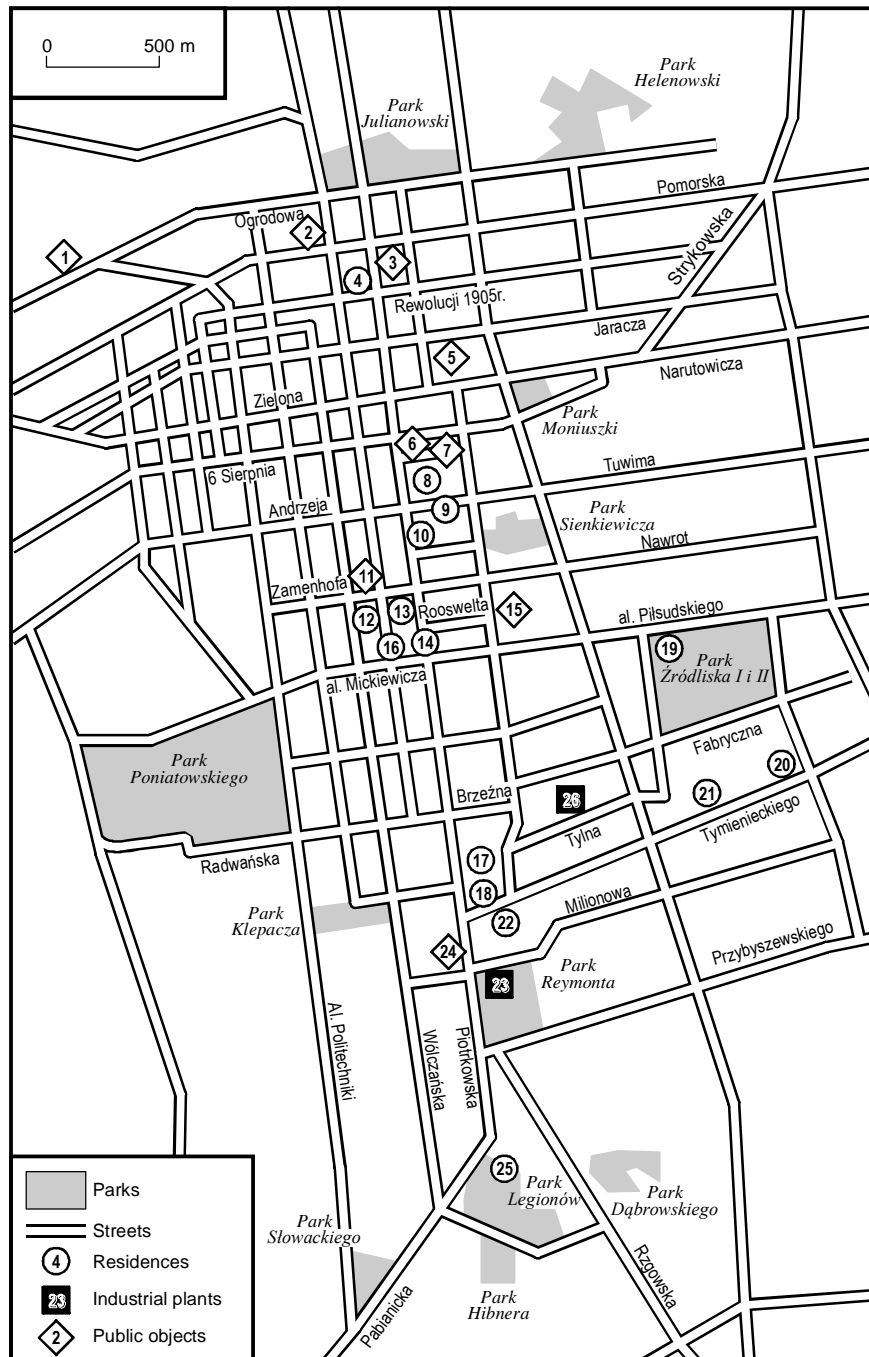 0 500 m
Park
Helenowski
Park
Julianowski
Pomorska
Ogrodowa
Strykowska
1
2
3
4
Rewolucji 1905r.
Jaracza
5
Narutowicza
Zielona
Park
Moniuszki
6
7
Tuwima
6 Sierpnia
8
Andrzeja
9
Park
Sienkiewicza
10
Nawrot
11
Zamenhofa
13
Rooswelta
15
al. Piłsudskiego
12
14
16
19
Park
Źródliska I i II
al. Mickiewicza
Park
Poniatowskiego
Fabryczna
20
Brzeźna
26
21
Tymienieckiego
Tylna
Radwańska
17
18
Milionowa
Park
Klepacza
22
Przybyszewskiego
24
Park
Reymonta
23
Al. Politechniki
Wólczańska
Piotrkowska
25
Park
Legionów
Park
Dąbrowskiego
Park
Słowackiego
Rzgowska
Park
Hibnera
Pabianicka
Parks
Streets
4 Residences
23 Industrial plants
2 Public objects